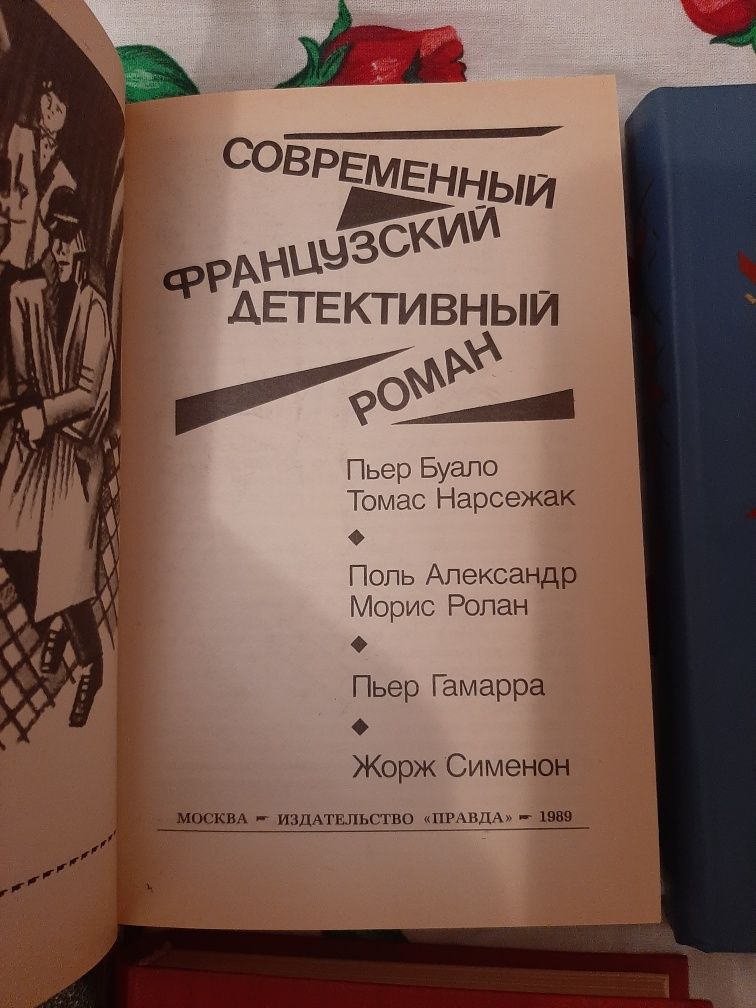 СОВРЕМЕННЫЙ
ФРАНЦУЗСКИЙ
ДЕТЕКТИВНЫЙ
РОМАН
Пьер Буало
Томас Нарсежак
Поль Александр
Морис Ролан
Пьер Гамарра
Жорж Сименон
МОСКВА ИЗДАТЕЛЬСТВО «ПРАВДА» 1989